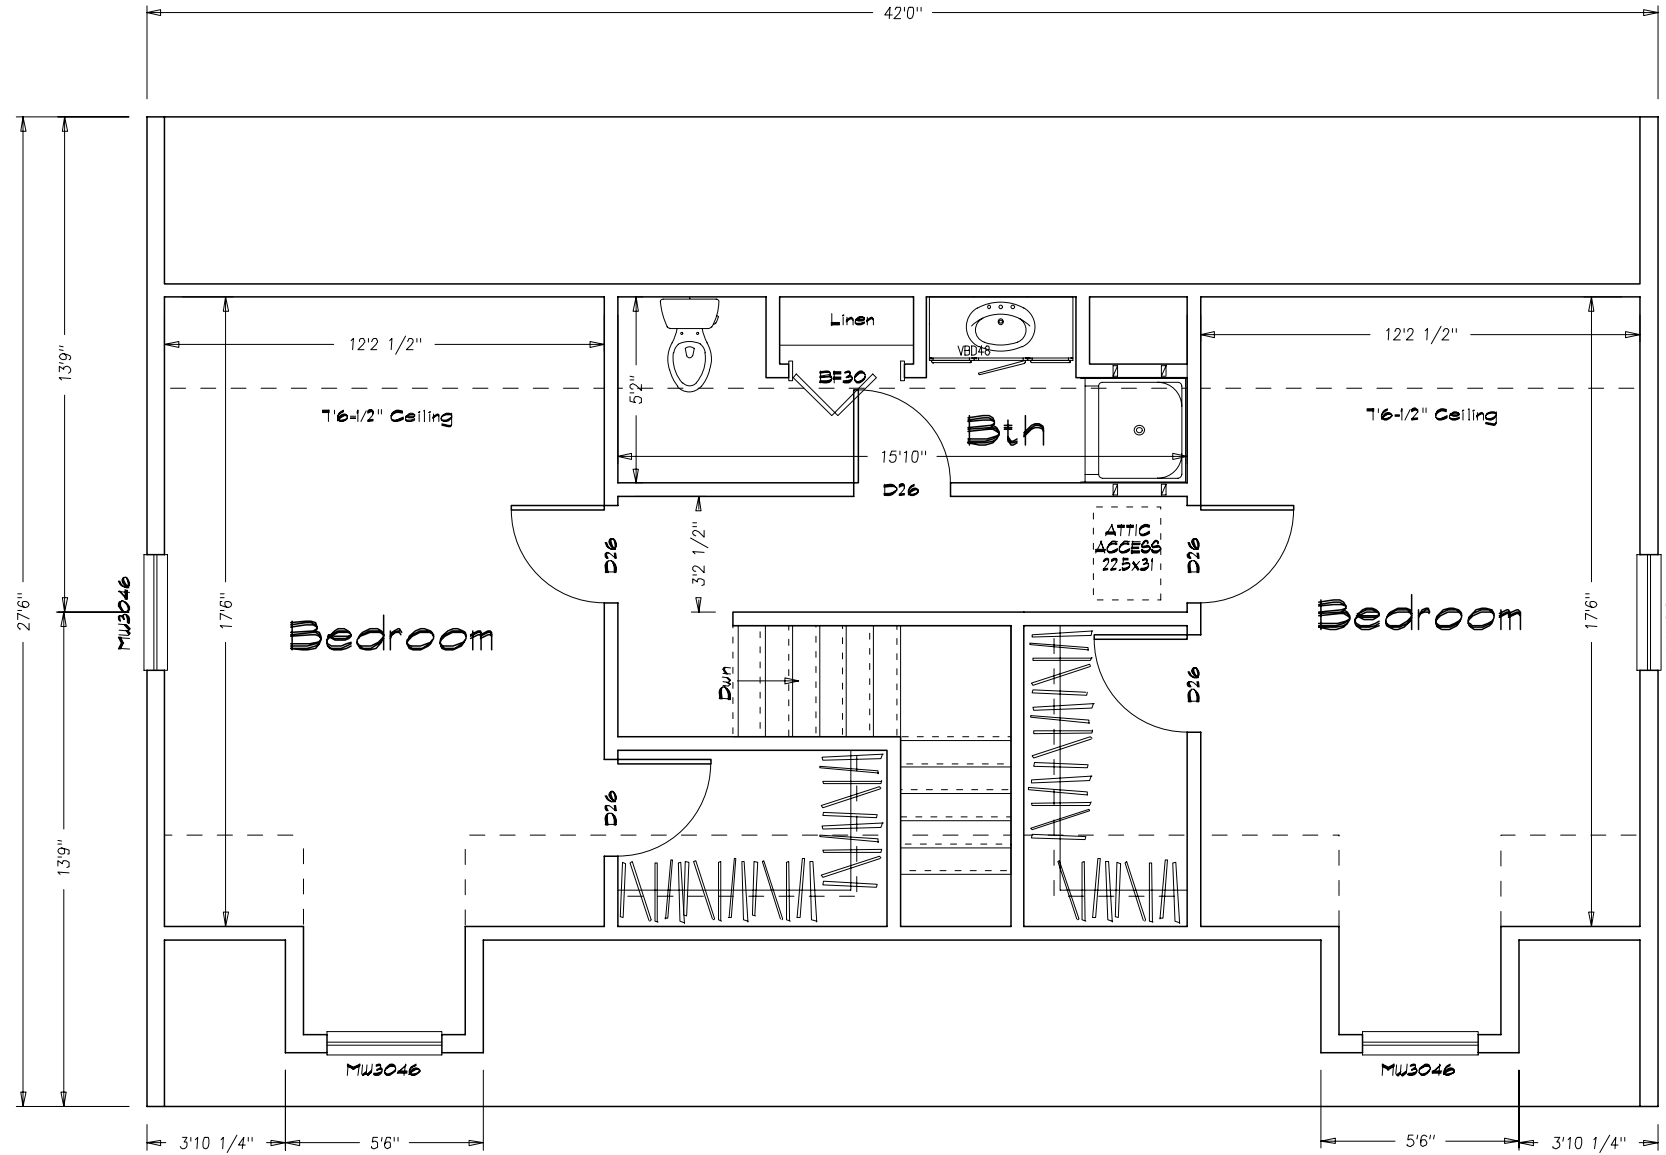 42'0"
12'2 1/2"
Linen
VBD48
12'2 1/2"
13'9"
BF30
5'2"
7'6-1/2" Ceiling
Bth
7'6-1/2" Ceiling
15'10"
D26
3'2 1/2"
D26
ATTIC
ACCESS
22.5x31
D26
27'6"
MW3046
17'6"
Bedroom
Bedroom
17'6"
Dwn
D26
D26
13'9"
MW3046
MW3046
3'10 1/4"
5'6"
5'6"
3'10 1/4"